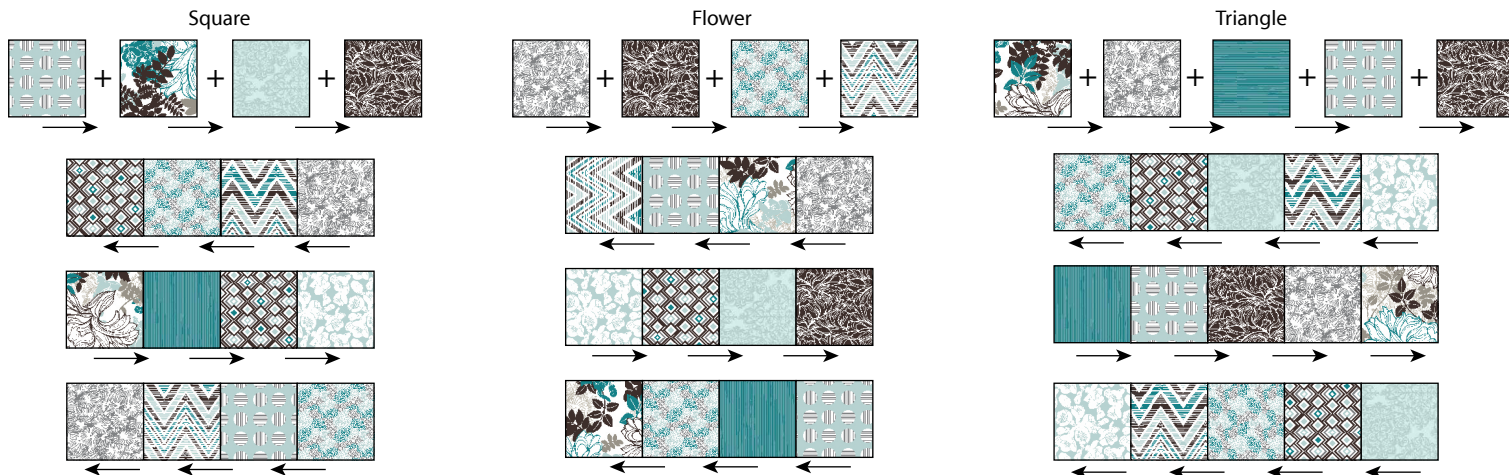 Square
Flower
Triangle
+ + +
+ + +
+ + + +